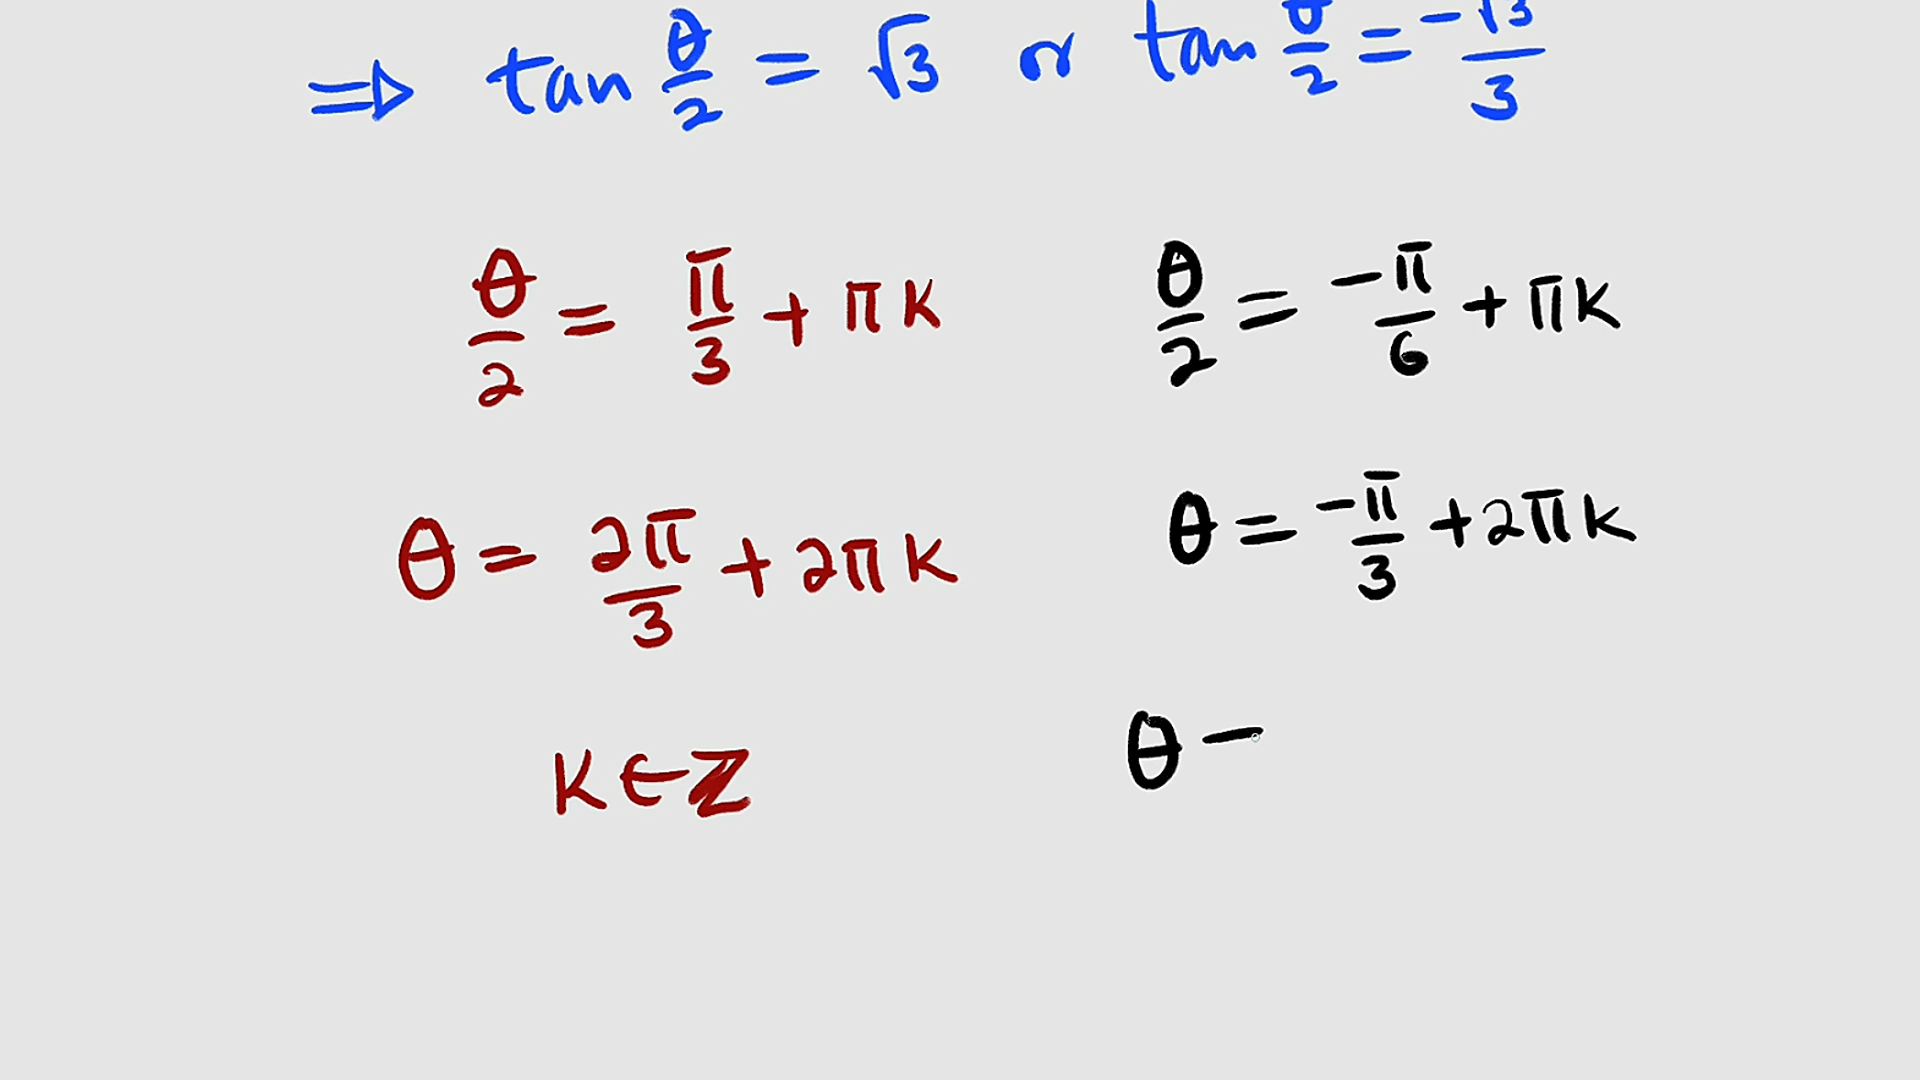 ⇒ tan θ/2 = √3 or tan θ/2 = -√3/3
θ/2 = π/3 + πK
θ/2 = -π/6 + πK
θ = 2π/3 + 2πK
θ = -π/3 + 2πK
K ∈ ℤ
θ –